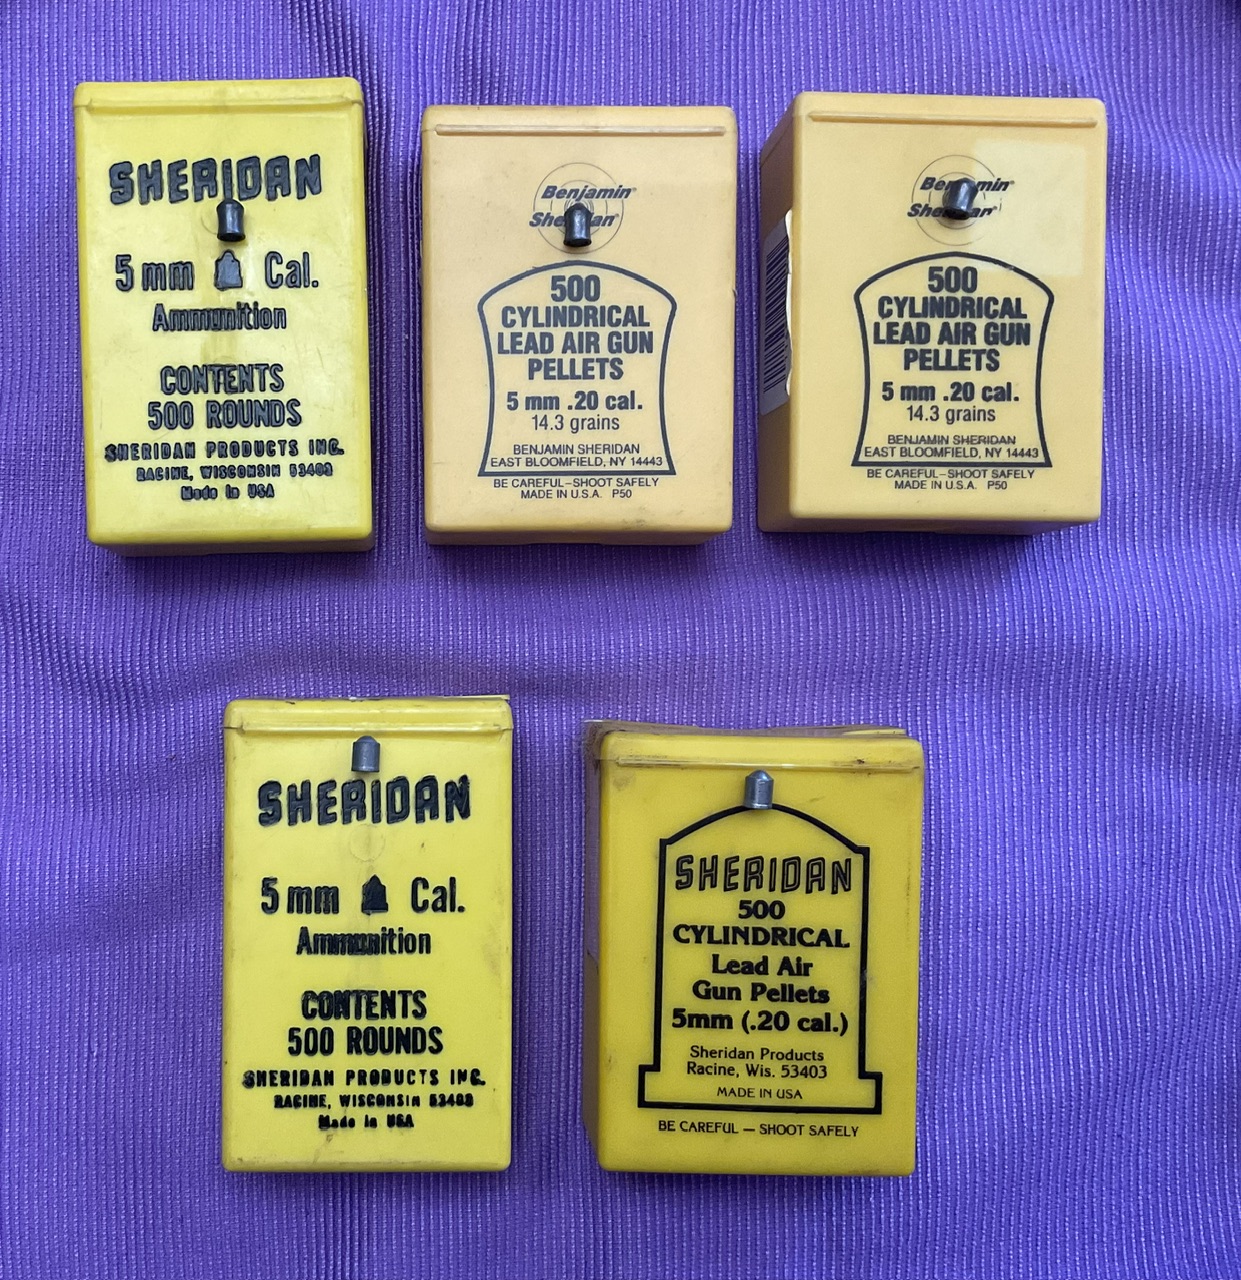 SHERIDAN
5 mm Cal.
Ammunition
CONTENTS
500 ROUNDS
SHERIDAN PRODUCTS INC.
RACINE, WISCONSIN 53403
Made in USA
Benjamin®
Sheridan®
500
CYLINDRICAL
LEAD AIR GUN
PELLETS
5 mm .20 cal.
14.3 grains
BENJAMIN SHERIDAN
EAST BLOOMFIELD, NY 14443
BE CAREFUL–SHOOT SAFELY
MADE IN U.S.A. P50
Benjamin®
Sheridan®
500
CYLINDRICAL
LEAD AIR GUN
PELLETS
5 mm .20 cal.
14.3 grains
BENJAMIN SHERIDAN
EAST BLOOMFIELD, NY 14443
BE CAREFUL–SHOOT SAFELY
MADE IN U.S.A. P50
SHERIDAN
5 mm Cal.
Ammunition
CONTENTS
500 ROUNDS
SHERIDAN PRODUCTS INC.
RACINE, WISCONSIN 53403
Made in USA
SHERIDAN
500
CYLINDRICAL
Lead Air
Gun Pellets
5mm (.20 cal.)
Sheridan Products
Racine, Wis. 53403
MADE IN USA
BE CAREFUL — SHOOT SAFELY